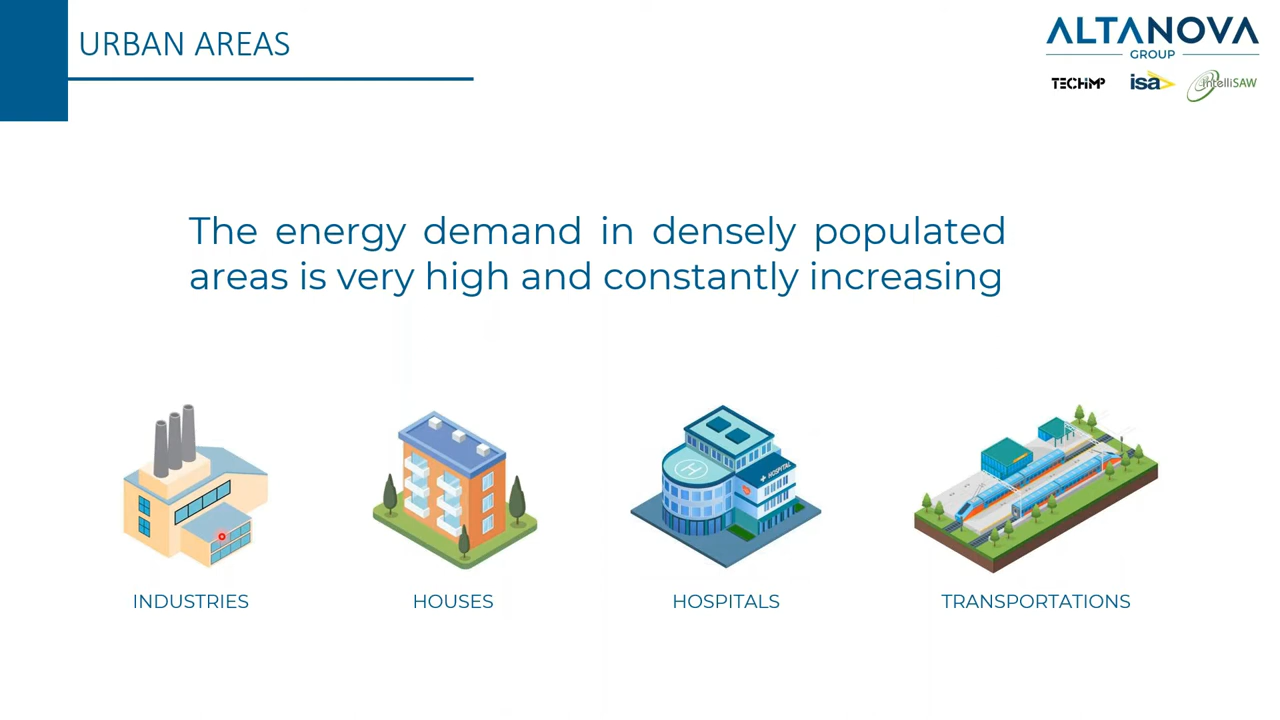 URBAN AREAS
ALTANOVA
GROUP
TECHIMP
isa
intelliSAW
The energy demand in densely populated
areas is very high and constantly increasing
H
HOSPITAL
INDUSTRIES
HOUSES
HOSPITALS
TRANSPORTATIONS